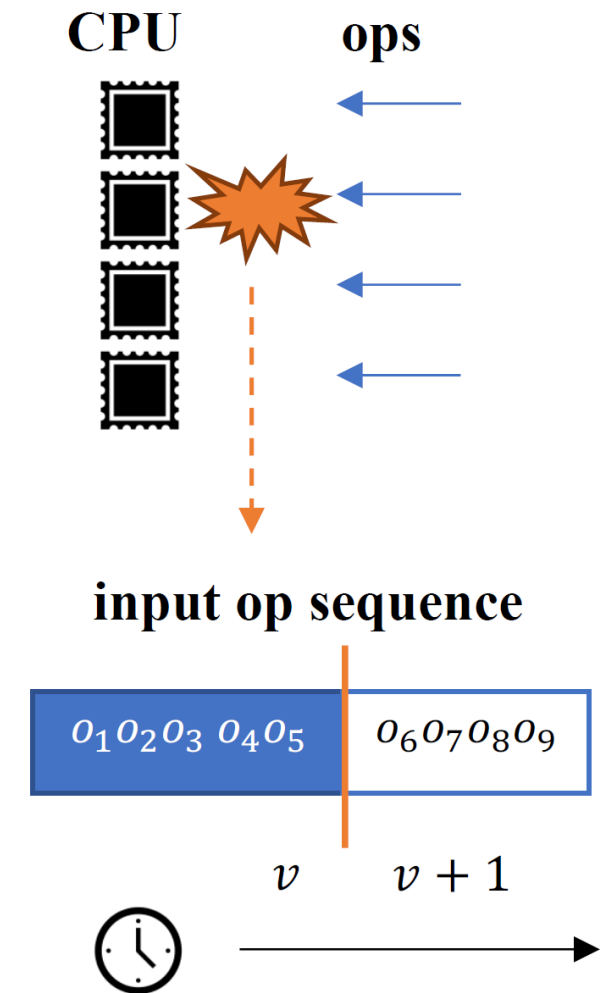 CPU ops
input op sequence
𝑜₁𝑜₂𝑜₃ 𝑜₄𝑜₅ 𝑜₆𝑜₇𝑜₈𝑜₉
𝑣 𝑣 + 1